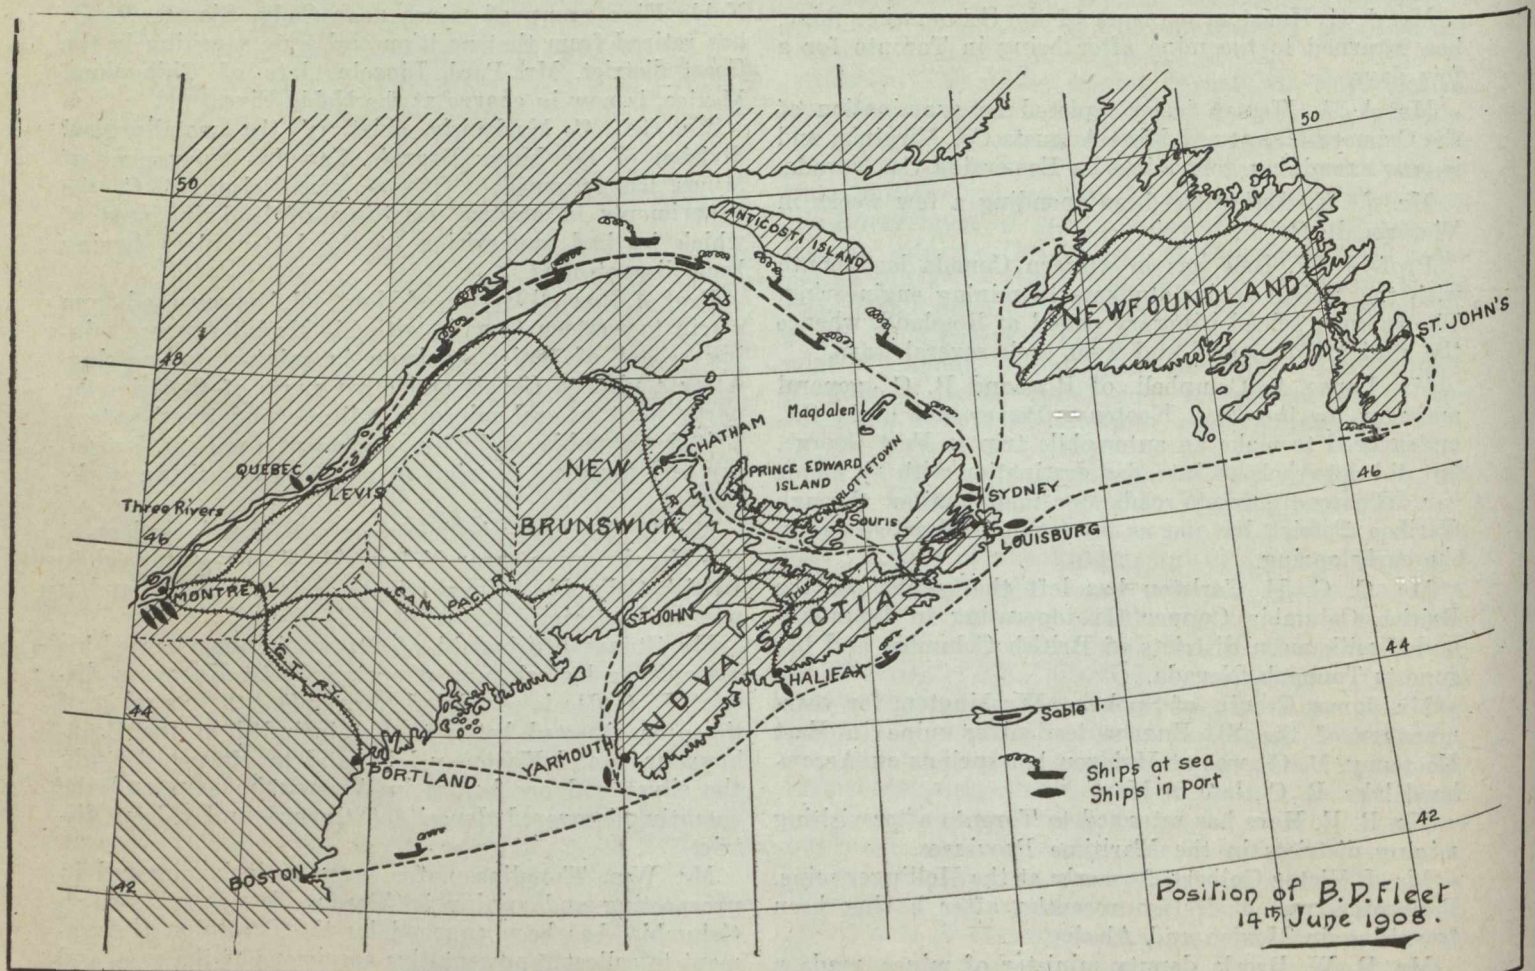 50
50
ANTICOSTI ISLAND
NEWFOUNDLAND
ST. JOHN'S
48
Magdalen I.
CHATHAM
QUEBEC
LEVIS
NEW
BRUNSWICK
RY.
PRINCE EDWARD
ISLAND
CHARLOTTETOWN
Souris
46
SYDNEY
LOUISBURG
Three Rivers
46
MONTREAL
CAN PAC RY.
ST JOHN
Truro
NOVA SCOTIA
44
G.T. RY.
HALIFAX
44
Sable I.
PORTLAND
YARMOUTH
Ships at sea
Ships in port
42
BOSTON
42
Position of B.D. Fleet
14th June 1908.